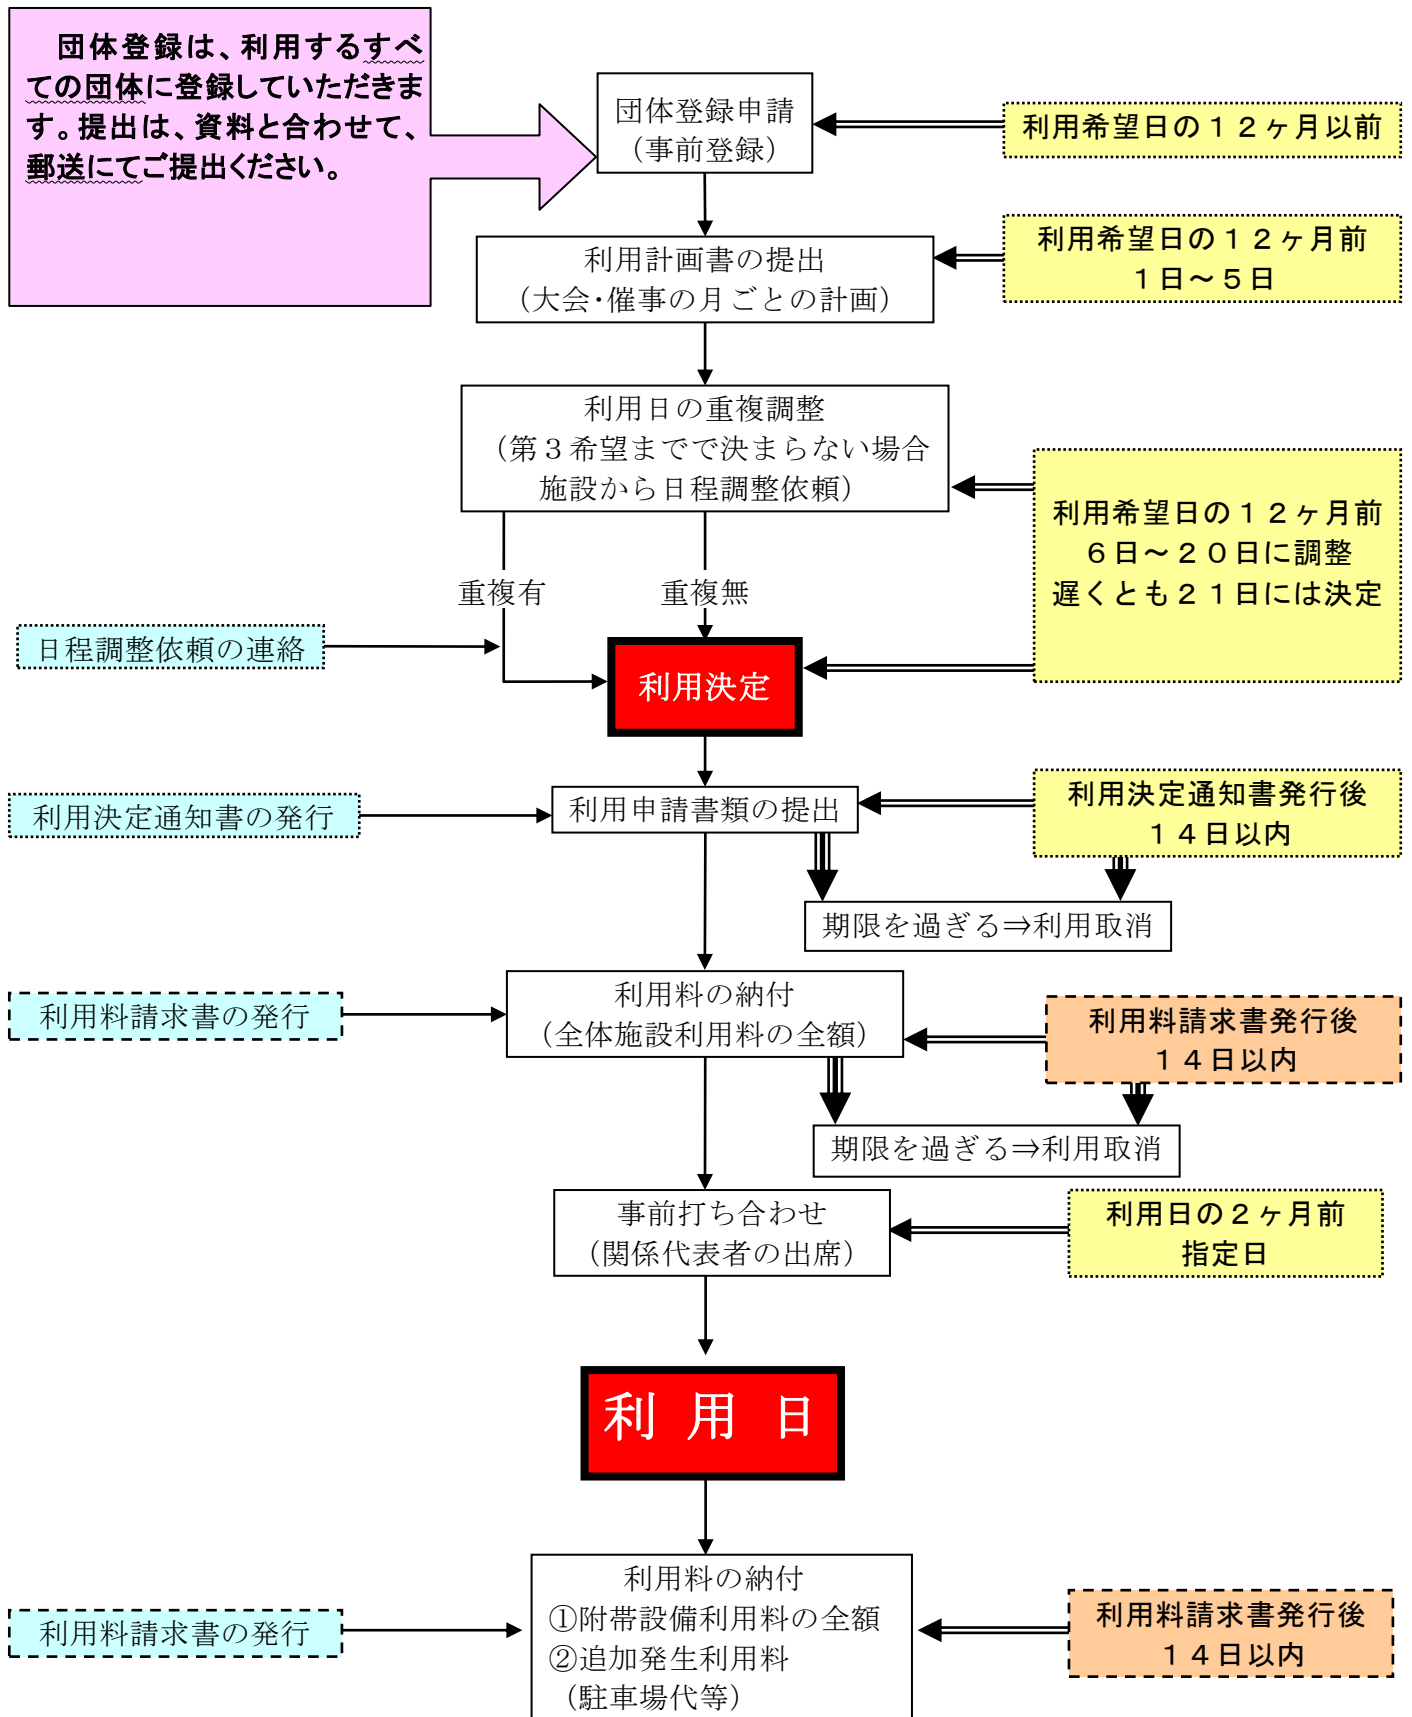 団体登録は、利用するすべ
ての団体に登録していただきま
す。提出は、資料と合わせて、
郵送にてご提出ください。
団体登録申請
（事前登録）
利用希望日の１２ヶ月以前
利用計画書の提出
（大会・催事の月ごとの計画）
利用希望日の１２ヶ月前
１日～５日
利用日の重複調整
（第３希望までで決まらない場合
施設から日程調整依頼）
利用希望日の１２ヶ月前
６日～２０日に調整
遅くとも２１日には決定
重複有
重複無
日程調整依頼の連絡
利用決定
利用決定通知書の発行
利用申請書類の提出
利用決定通知書発行後
１４日以内
期限を過ぎる⇒利用取消
利用料請求書の発行
利用料の納付
（全体施設利用料の全額）
利用料請求書発行後
１４日以内
期限を過ぎる⇒利用取消
事前打ち合わせ
（関係代表者の出席）
利用日の２ヶ月前
指定日
利 用 日
利用料請求書の発行
利用料の納付
①附帯設備利用料の全額
②追加発生利用料
（駐車場代等）
利用料請求書発行後
１４日以内